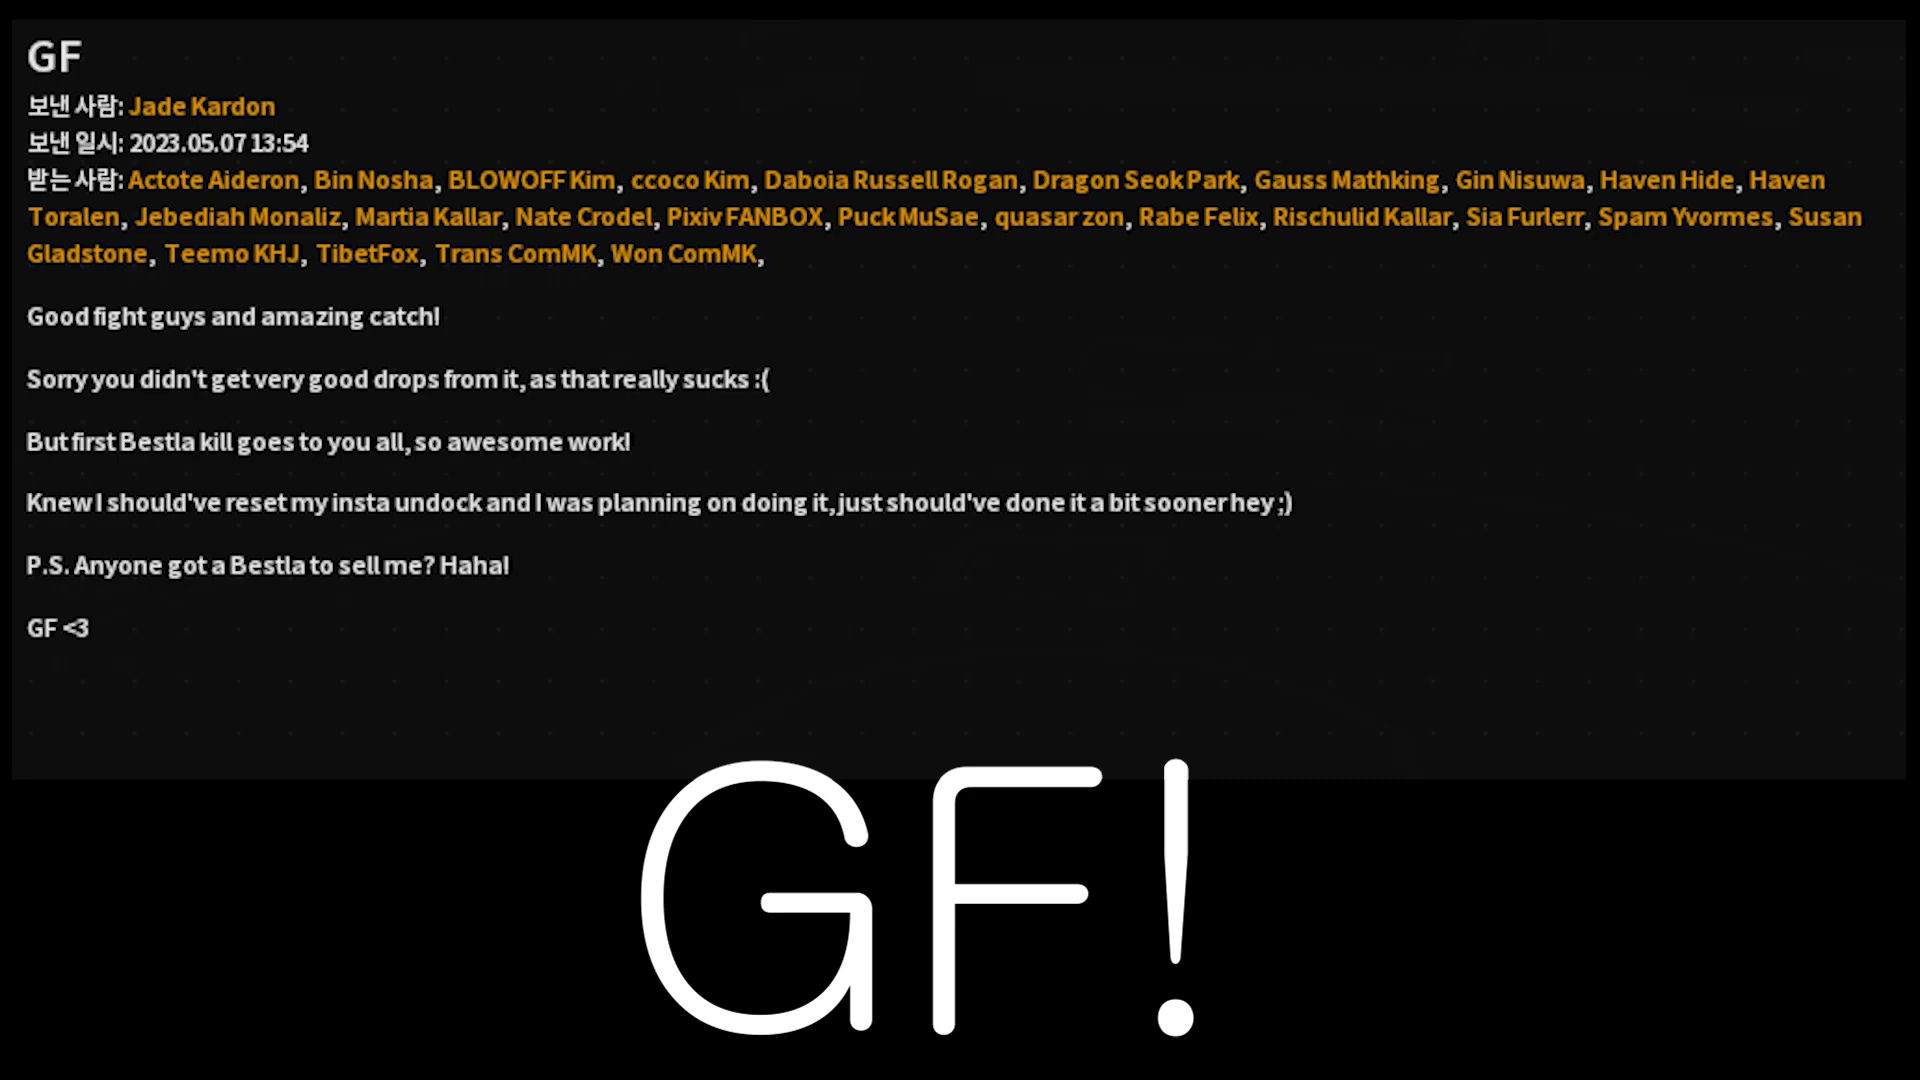 GF
보낸 사람: Jade Kardon
보낸 일시: 2023.05.07 13:54
받는 사람: Actote Aideron, Bin Nosha, BLOWOFF Kim, ccoco Kim, Daboia Russell Rogan, Dragon Seok Park, Gauss Mathking, Gin Nisuwa, Haven Hide, Haven
Toralen, Jebediah Monaliz, Martia Kallar, Nate Crodel, Pixiv FANBOX, Puck MuSae, quasar zon, Rabe Felix, Rischulid Kallar, Sia Furlerr, Spam Yvormes, Susan
Gladstone, Teemo KHJ, TibetFox, Trans ComMK, Won ComMK,
Good fight guys and amazing catch!
Sorry you didn't get very good drops from it, as that really sucks :(
But first Bestla kill goes to you all, so awesome work!
Knew I should've reset my insta undock and I was planning on doing it, just should've done it a bit sooner hey ;)
P.S. Anyone got a Bestla to sell me? Haha!
GF <3
GF!